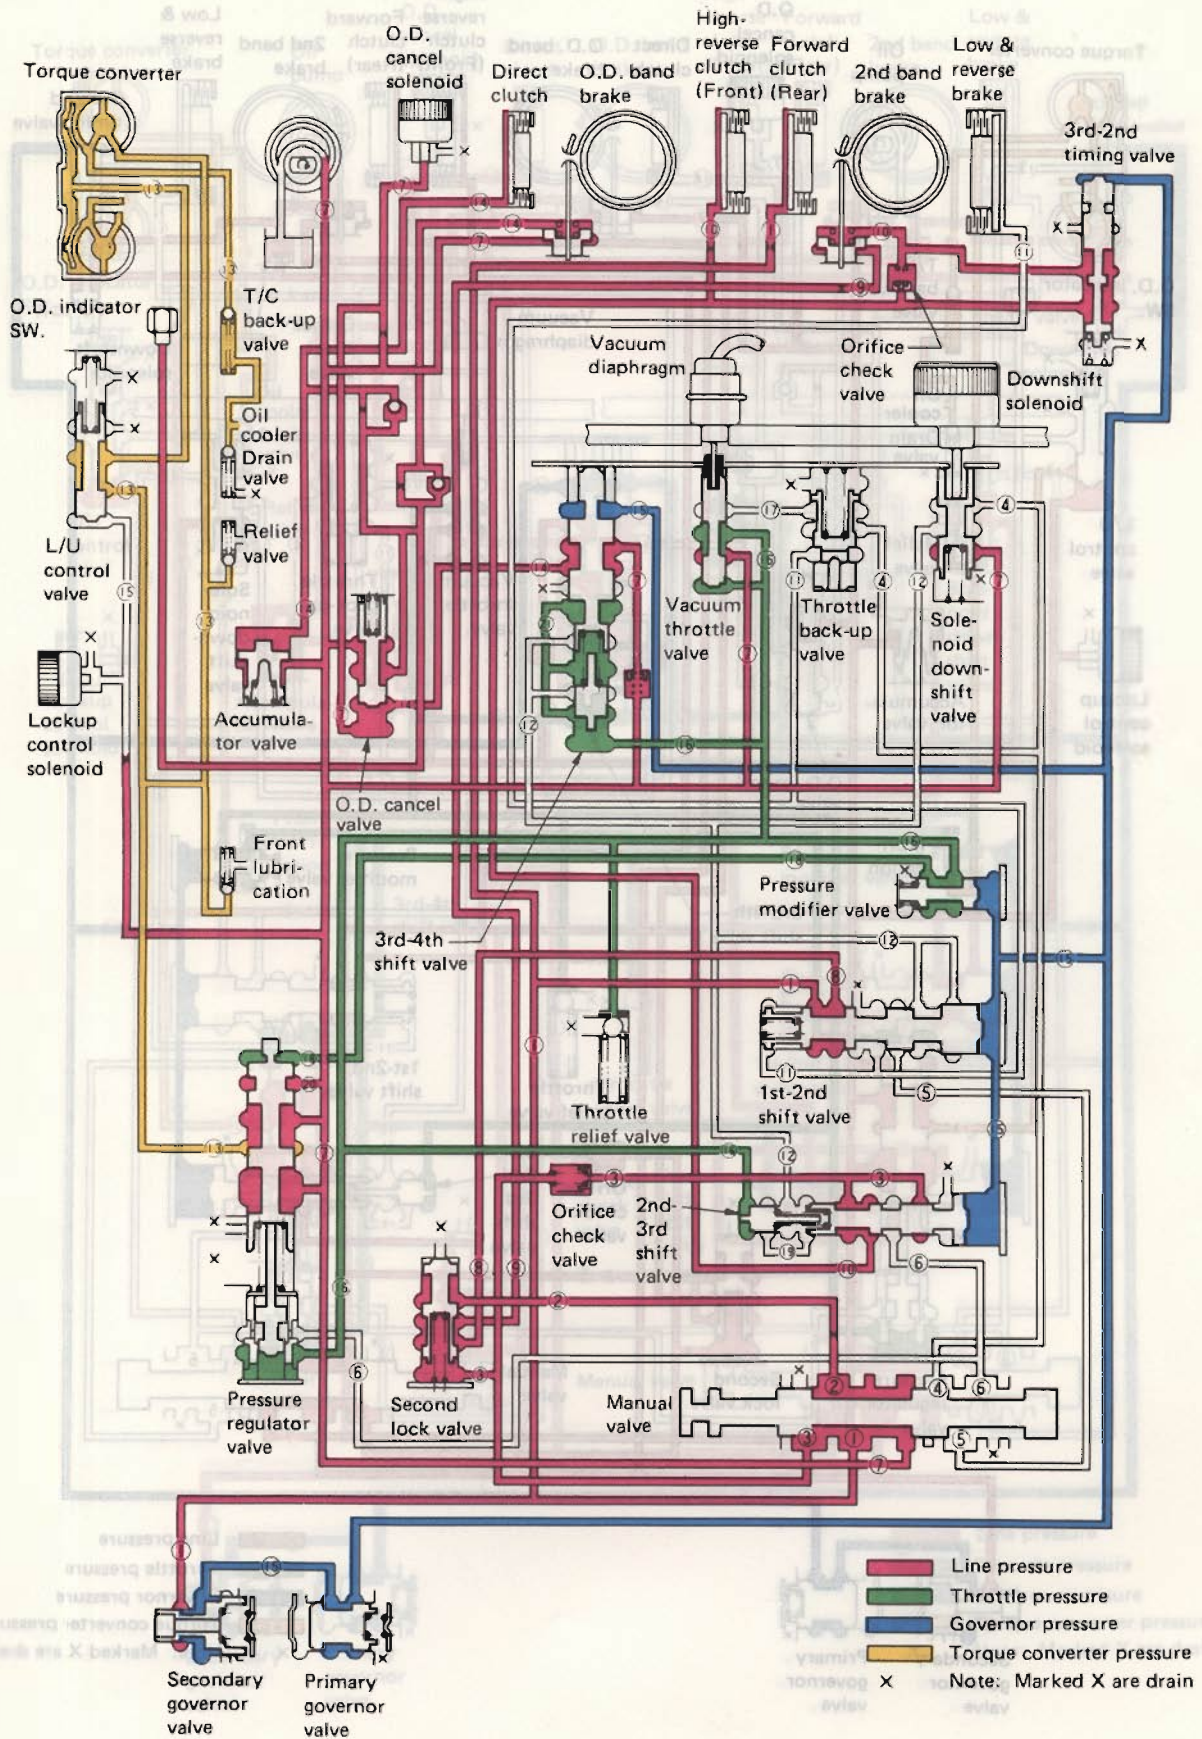 Torque converter
O.D.
cancel
solenoid
Direct
clutch
O.D. band
brake
High-
reverse
clutch
(Front)
Forward
clutch
(Rear)
2nd band
brake
Low &
reverse
brake
3rd-2nd
timing valve
O.D. indicator
SW.
T/C
back-up
valve
Oil
cooler
Drain
valve
Relief
valve
Vacuum
diaphragm
Orifice
check
valve
Downshift
solenoid
L/U
control
valve
Lockup
control
solenoid
Accumula-
tor valve
O.D. cancel
valve
Vacuum
throttle
valve
Throttle
back-up
valve
Sole-
noid
down-
shift
valve
Front
lubri-
cation
3rd-4th
shift valve
Pressure
modifier valve
Throttle
relief valve
1st-2nd
shift valve
Orifice
check
valve
2nd-
3rd
shift
valve
Pressure
regulator
valve
Second
lock valve
Manual
valve
Secondary
governor
valve
Primary
governor
valve
Line pressure
Throttle pressure
Governor pressure
Torque converter pressure
× Note: Marked X are drain